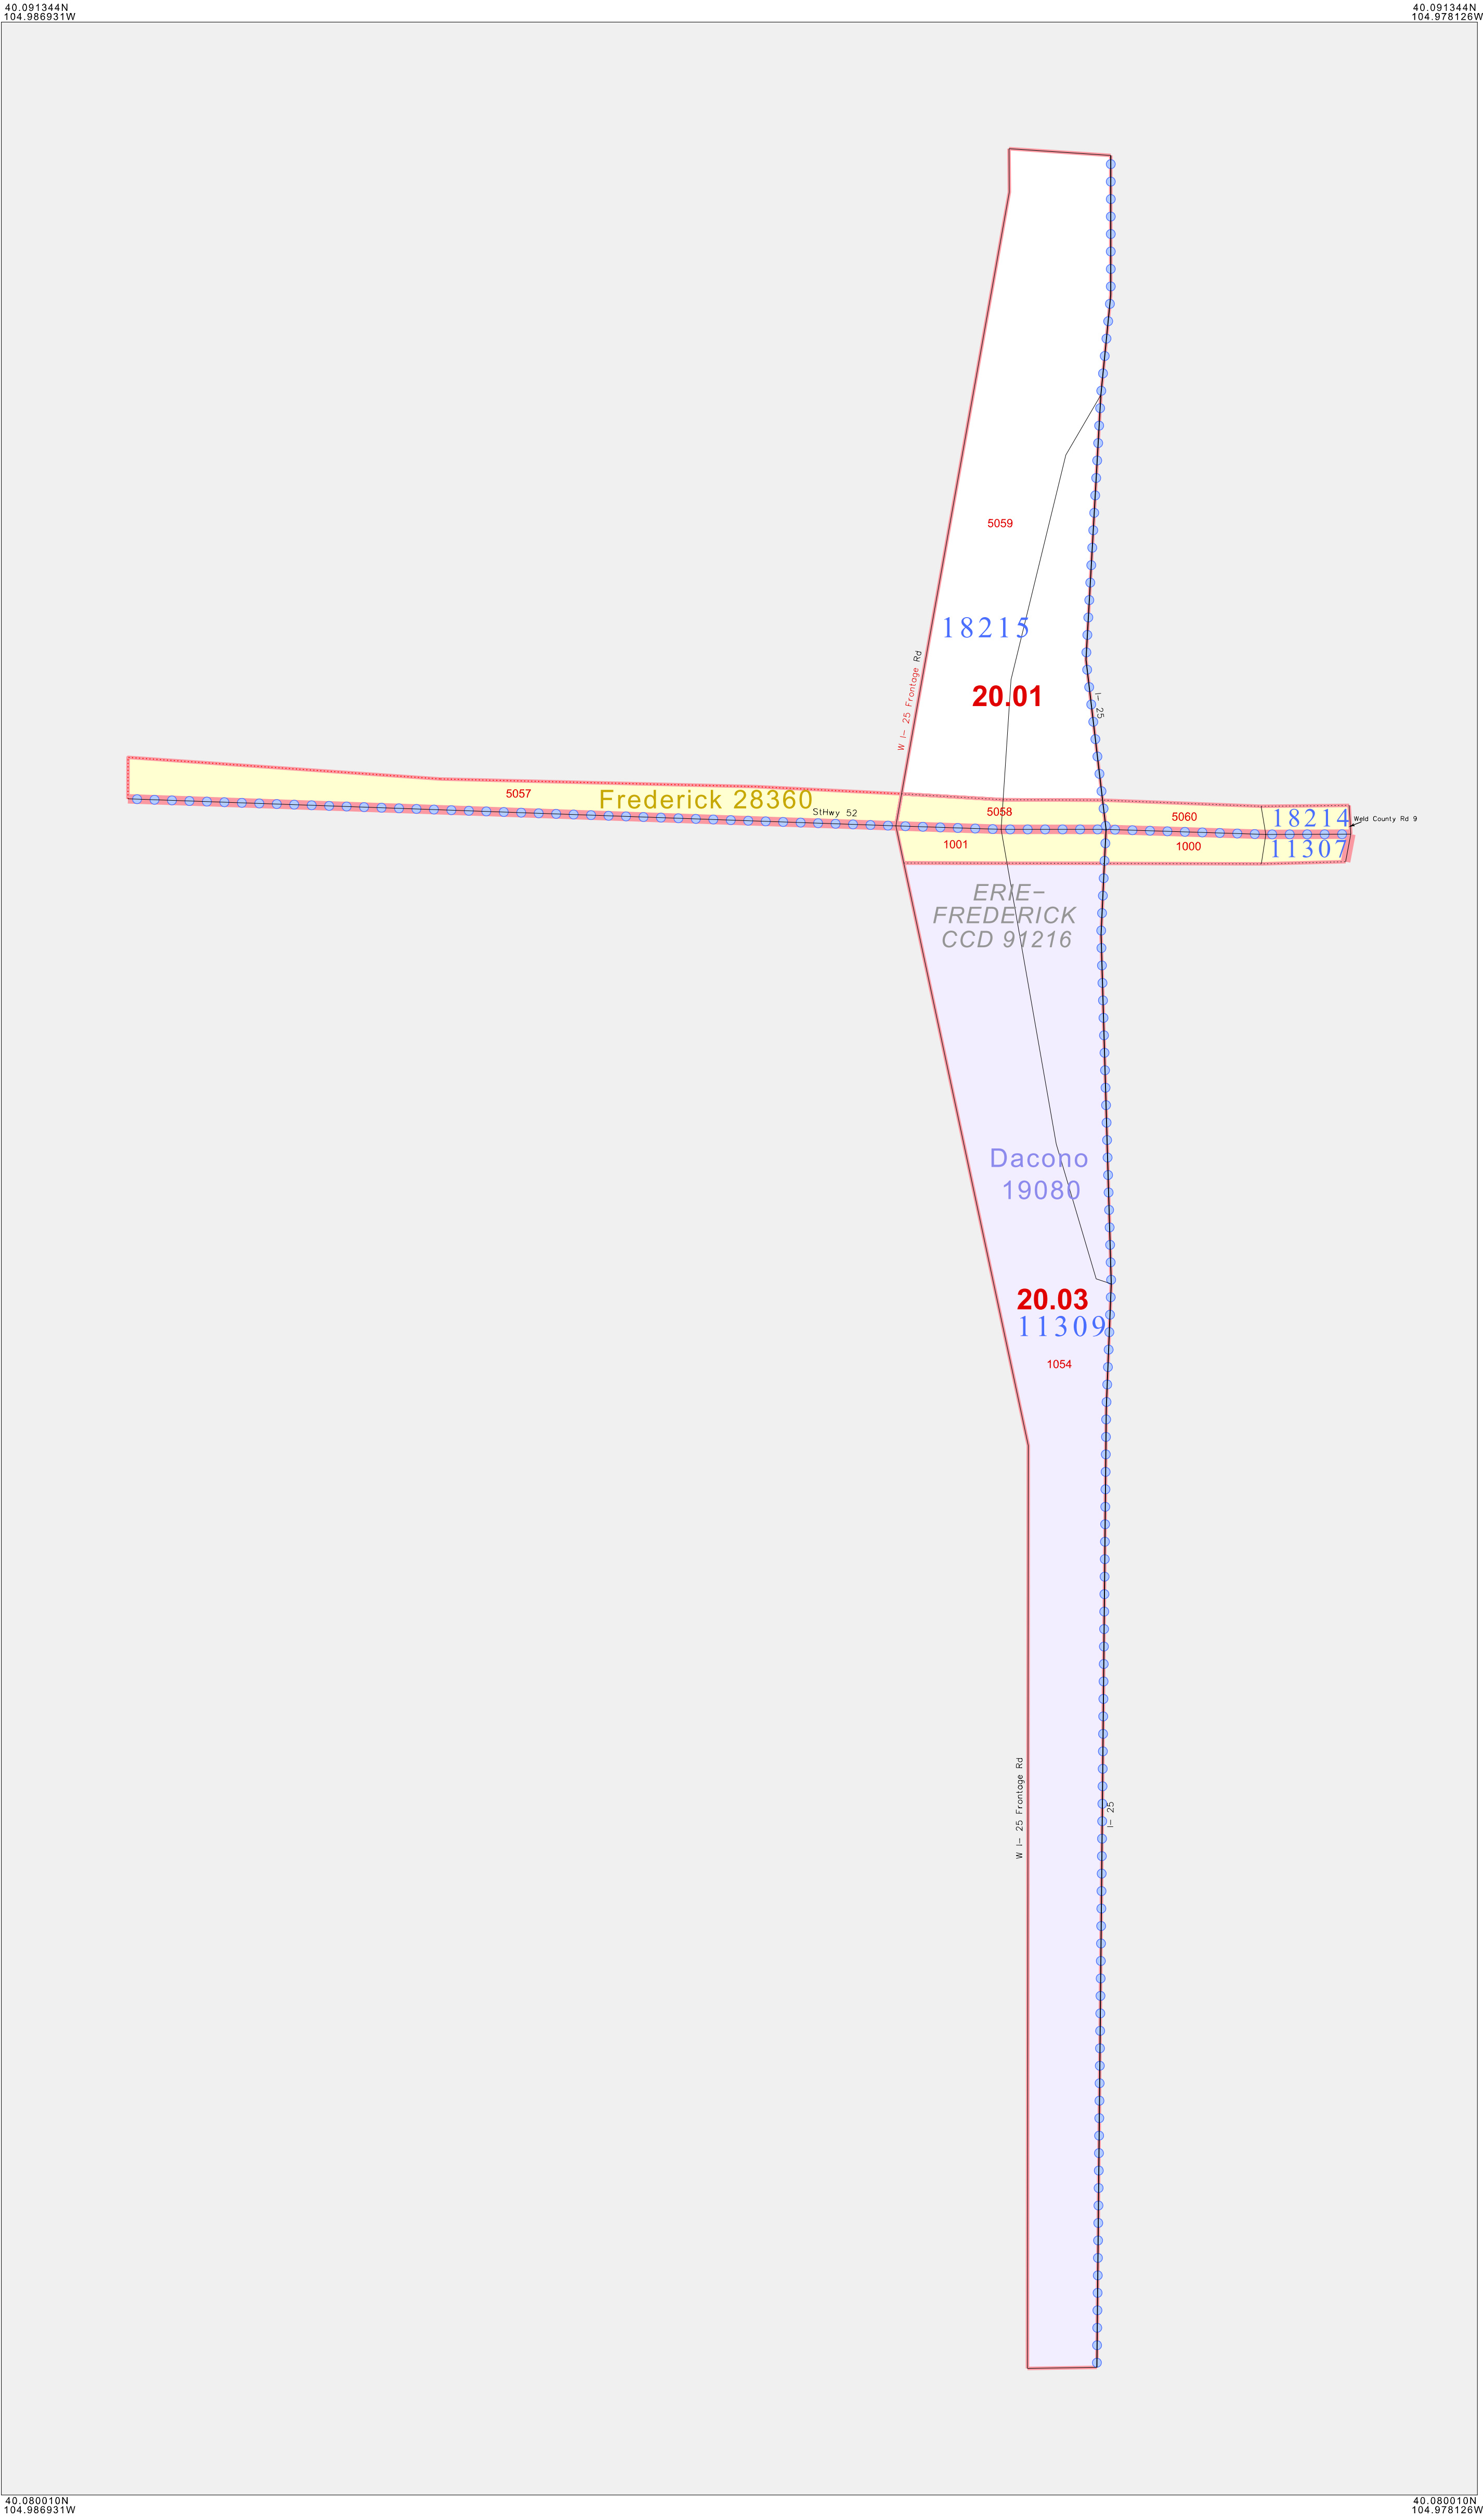 40.091344N
104.986931W
40.091344N
104.978126W
5059
18215
W I- 25 Frontage Rd
20.01
I- 25
5057
Frederick 28360
StHwy 52
5058
5060
18214
Weld County Rd 9
1001
1000
11307
ERIE-
FREDERICK
CCD 91216
Dacono
19080
20.03
11309
1054
W I- 25 Frontage Rd
I- 25
40.080010N
104.986931W
40.080010N
104.978126W